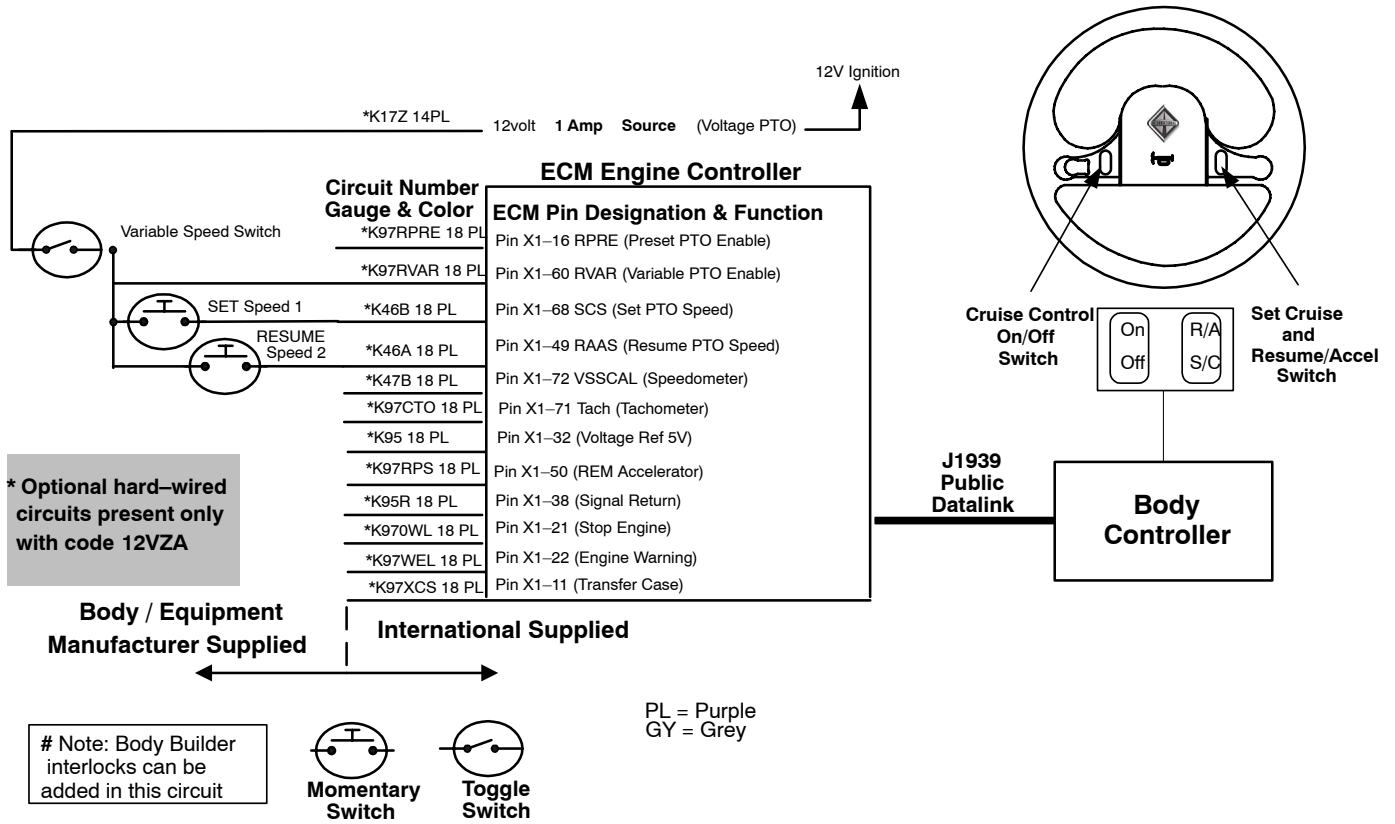 12V Ignition
*K17Z 14PL
12volt 1 Amp Source (Voltage PTO)
ECM Engine Controller
Circuit Number
Gauge & Color
ECM Pin Designation & Function
Variable Speed Switch
*K97RPRE 18 PL
Pin X1–16 RPRE (Preset PTO Enable)
*K97RVAR 18 PL
Pin X1–60 RVAR (Variable PTO Enable)
SET Speed 1
*K46B 18 PL
Pin X1–68 SCS (Set PTO Speed)
RESUME
Speed 2
*K46A 18 PL
Pin X1–49 RAAS (Resume PTO Speed)
*K47B 18 PL
Pin X1–72 VSSCAL (Speedometer)
*K97CTO 18 PL
Pin X1–71 Tach (Tachometer)
*K95 18 PL
Pin X1–32 (Voltage Ref 5V)
*K97RPS 18 PL
Pin X1–50 (REM Accelerator)
*K95R 18 PL
Pin X1–38 (Signal Return)
*K970WL 18 PL
Pin X1–21 (Stop Engine)
*K97WEL 18 PL
Pin X1–22 (Engine Warning)
*K97XCS 18 PL
Pin X1–11 (Transfer Case)
Cruise Control
On/Off
Switch
On
Off
R/A
S/C
Set Cruise
and
Resume/Accel
Switch
J1939
Public
Datalink
Body
Controller
* Optional hard–wired
circuits present only
with code 12VZA
Body / Equipment
Manufacturer Supplied
International Supplied
PL = Purple
GY = Grey
# Note: Body Builder
interlocks can be
added in this circuit
Momentary
Switch
Toggle
Switch